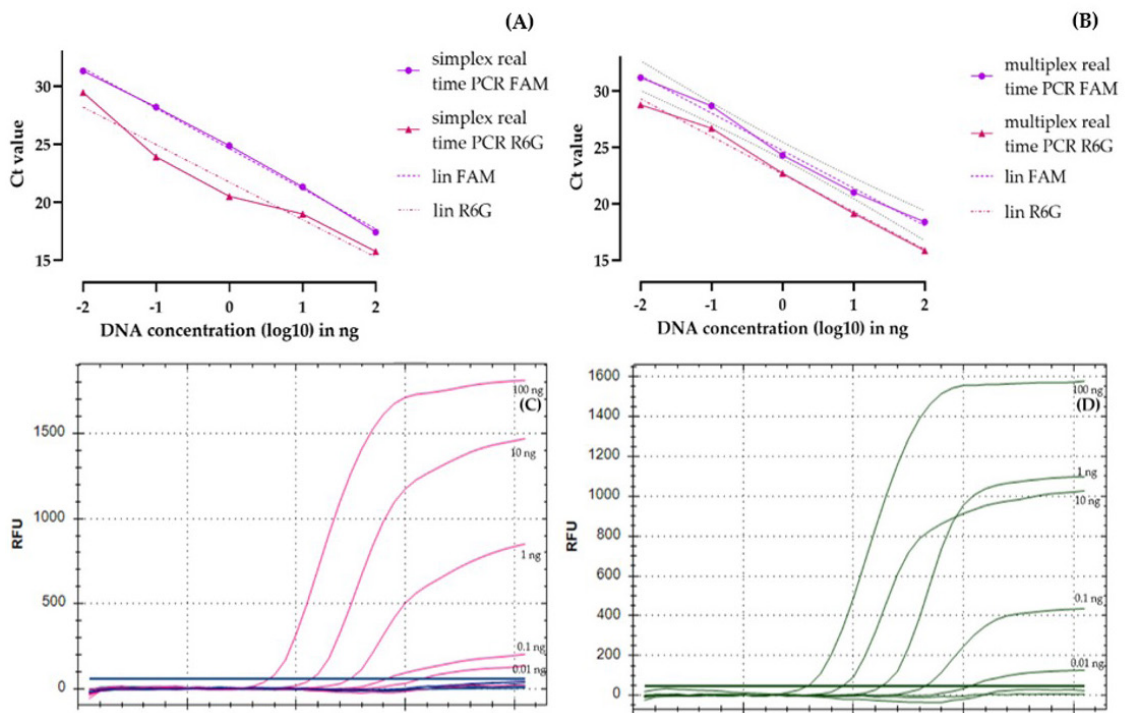 (A)
Ct value
30
25
20
15
-2
-1
0
1
2
DNA concentration (log10) in ng
simplex real
time PCR FAM
simplex real
time PCR R6G
lin FAM
lin R6G
(B)
Ct value
30
25
20
15
-2
-1
0
1
2
DNA concentration (log10) in ng
multiplex real
time PCR FAM
multiplex real
time PCR R6G
lin FAM
lin R6G
RFU
1500
1000
500
0
100 ng
(C)
10 ng
1 ng
0.1 ng
0.01 ng
RFU
1600
1400
1200
1000
800
600
400
200
0
100 ng
(D)
1 ng
10 ng
0.1 ng
0.01 ng